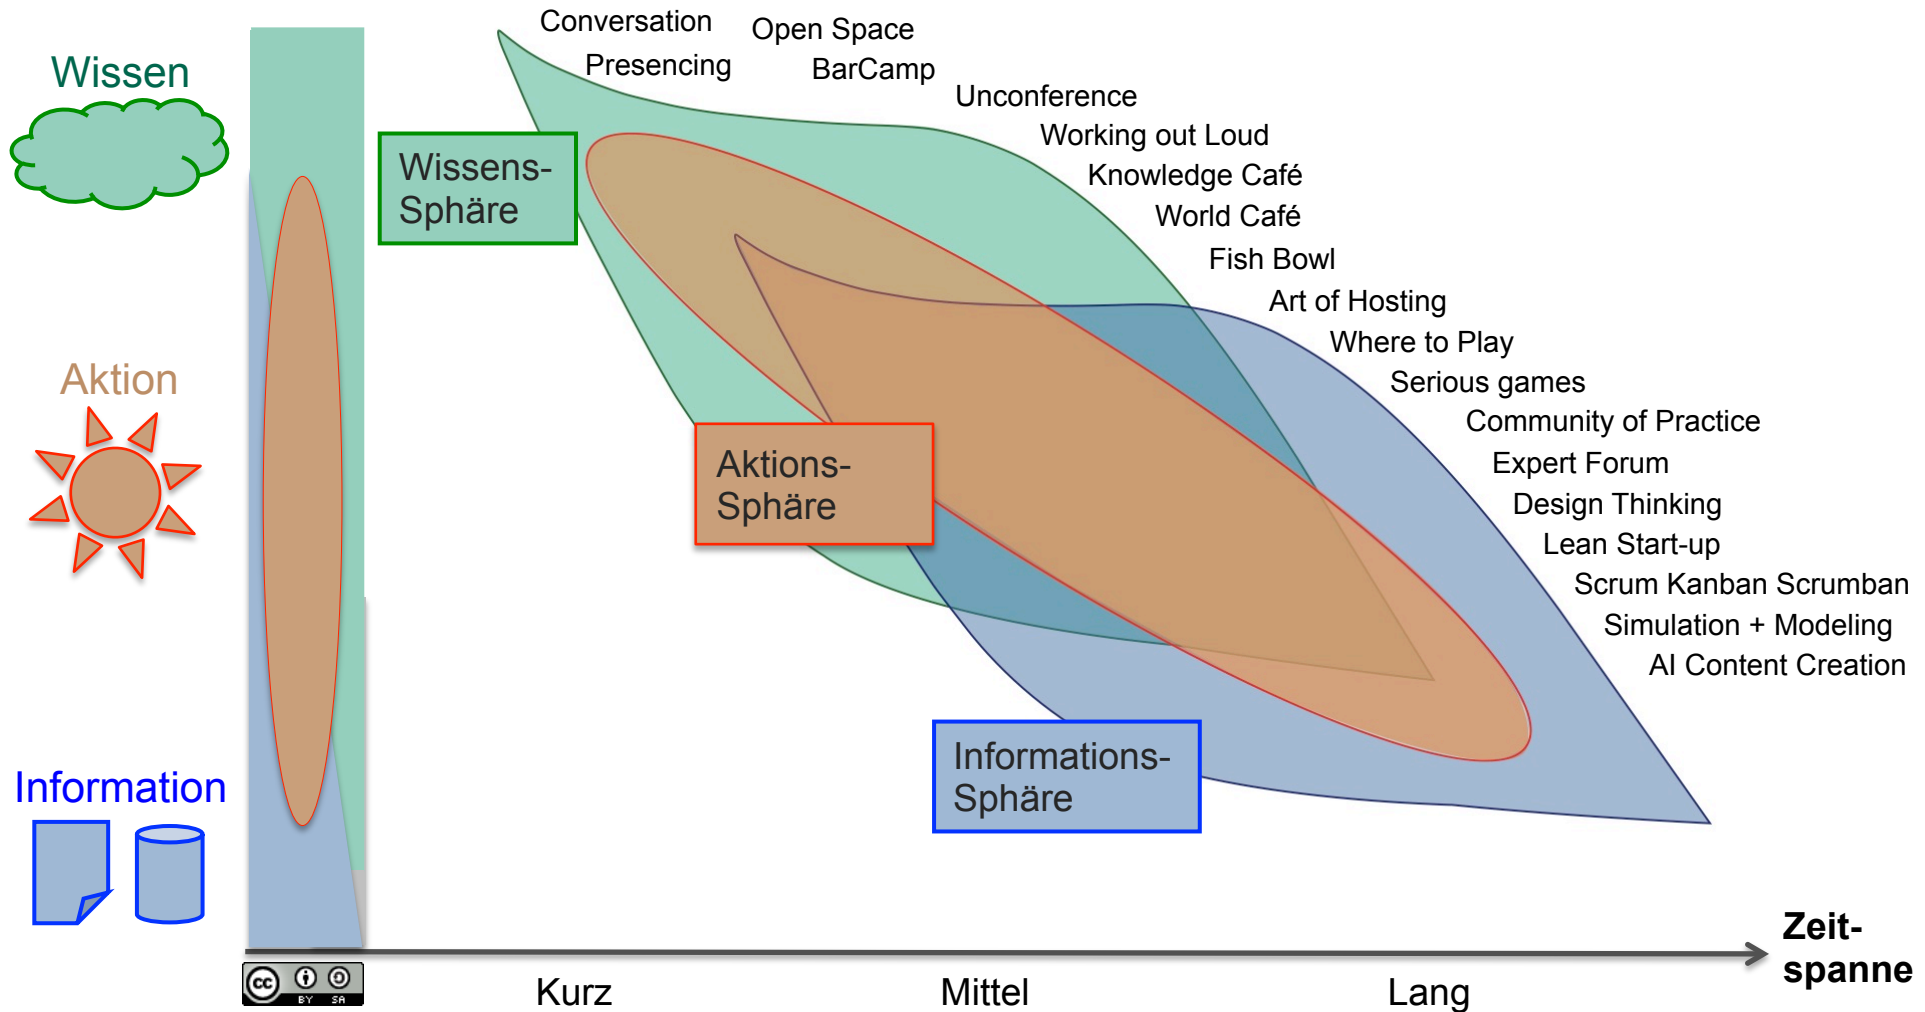 Conversation
Open Space
Presencing
BarCamp
Unconference
Working out Loud
Knowledge Café
World Café
Fish Bowl
Art of Hosting
Where to Play
Serious games
Community of Practice
Expert Forum
Design Thinking
Lean Start-up
Scrum Kanban Scrumban
Simulation + Modeling
AI Content Creation
Wissen
Aktion
Information
Wissens-
Sphäre
Aktions-
Sphäre
Informations-
Sphäre
Zeit-
spanne
Kurz
Mittel
Lang
cc
BY SA